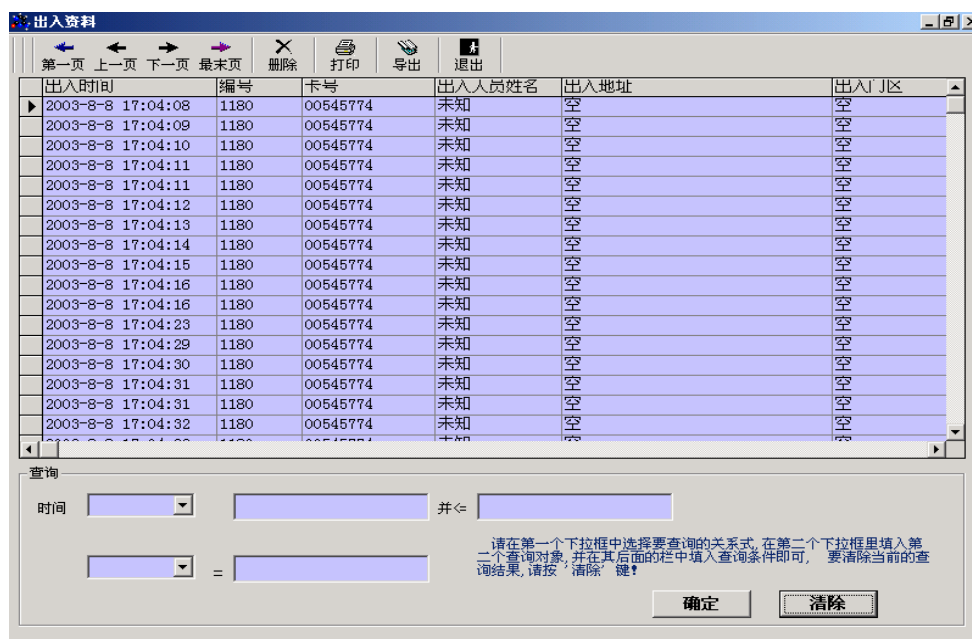 出入资料
第一页 上一页 下一页 最末页 删除 打印 导出 退出
出入时间 编号 卡号 出入人员姓名 出入地址 出入门区
2003-8-8 17:04:08 1180 00545774 未知 空 空
2003-8-8 17:04:09 1180 00545774 未知 空 空
2003-8-8 17:04:10 1180 00545774 未知 空 空
2003-8-8 17:04:11 1180 00545774 未知 空 空
2003-8-8 17:04:11 1180 00545774 未知 空 空
2003-8-8 17:04:12 1180 00545774 未知 空 空
2003-8-8 17:04:13 1180 00545774 未知 空 空
2003-8-8 17:04:14 1180 00545774 未知 空 空
2003-8-8 17:04:15 1180 00545774 未知 空 空
2003-8-8 17:04:16 1180 00545774 未知 空 空
2003-8-8 17:04:16 1180 00545774 未知 空 空
2003-8-8 17:04:23 1180 00545774 未知 空 空
2003-8-8 17:04:29 1180 00545774 未知 空 空
2003-8-8 17:04:30 1180 00545774 未知 空 空
2003-8-8 17:04:31 1180 00545774 未知 空 空
2003-8-8 17:04:31 1180 00545774 未知 空 空
2003-8-8 17:04:32 1180 00545774 未知 空 空
查询
时间 并<=
=
请在第一个下拉框中选择要查询的关系式,在第二个下拉框里填入第
二个查询对象,并在其后面的栏中填入查询条件即可, 要清除当前的查
询结果,请按'清除'键!
确定 清除